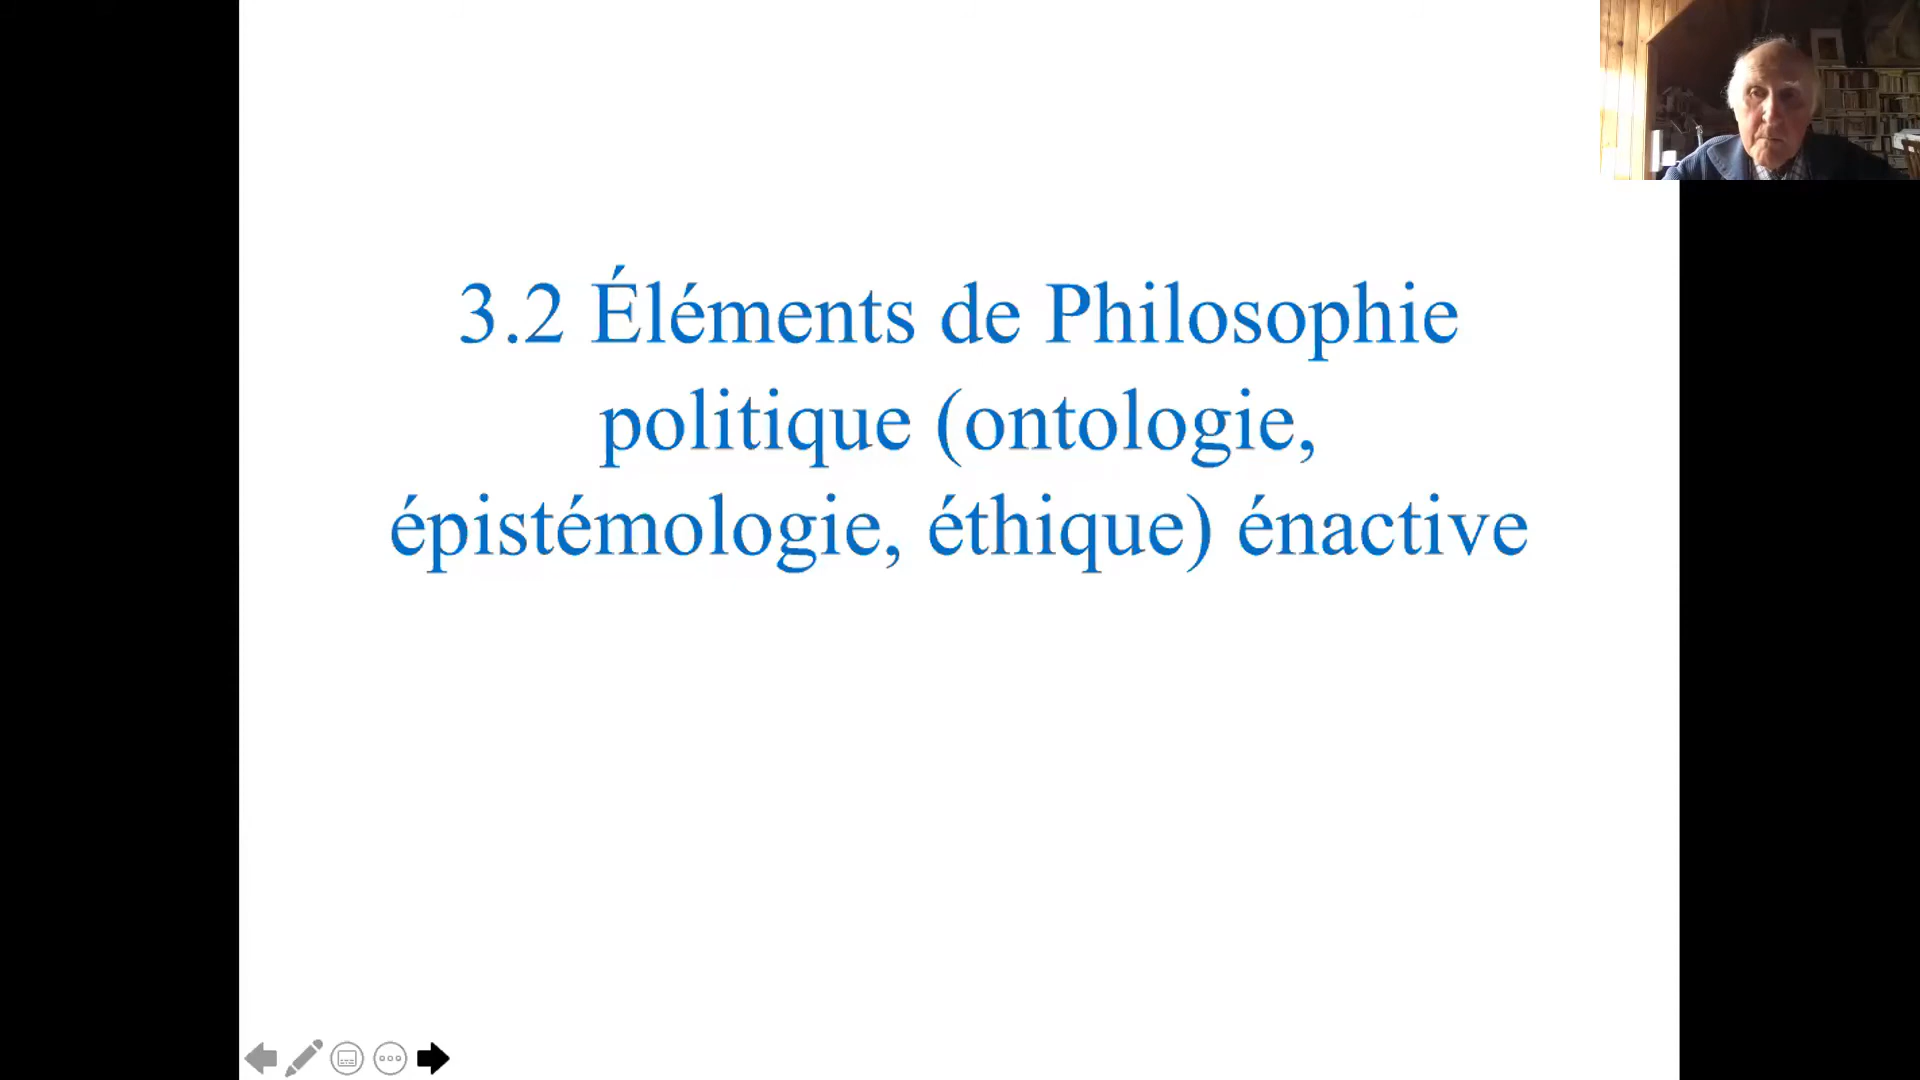 3.2 Éléments de Philosophie
politique (ontologie,
épistémologie, éthique) énactive